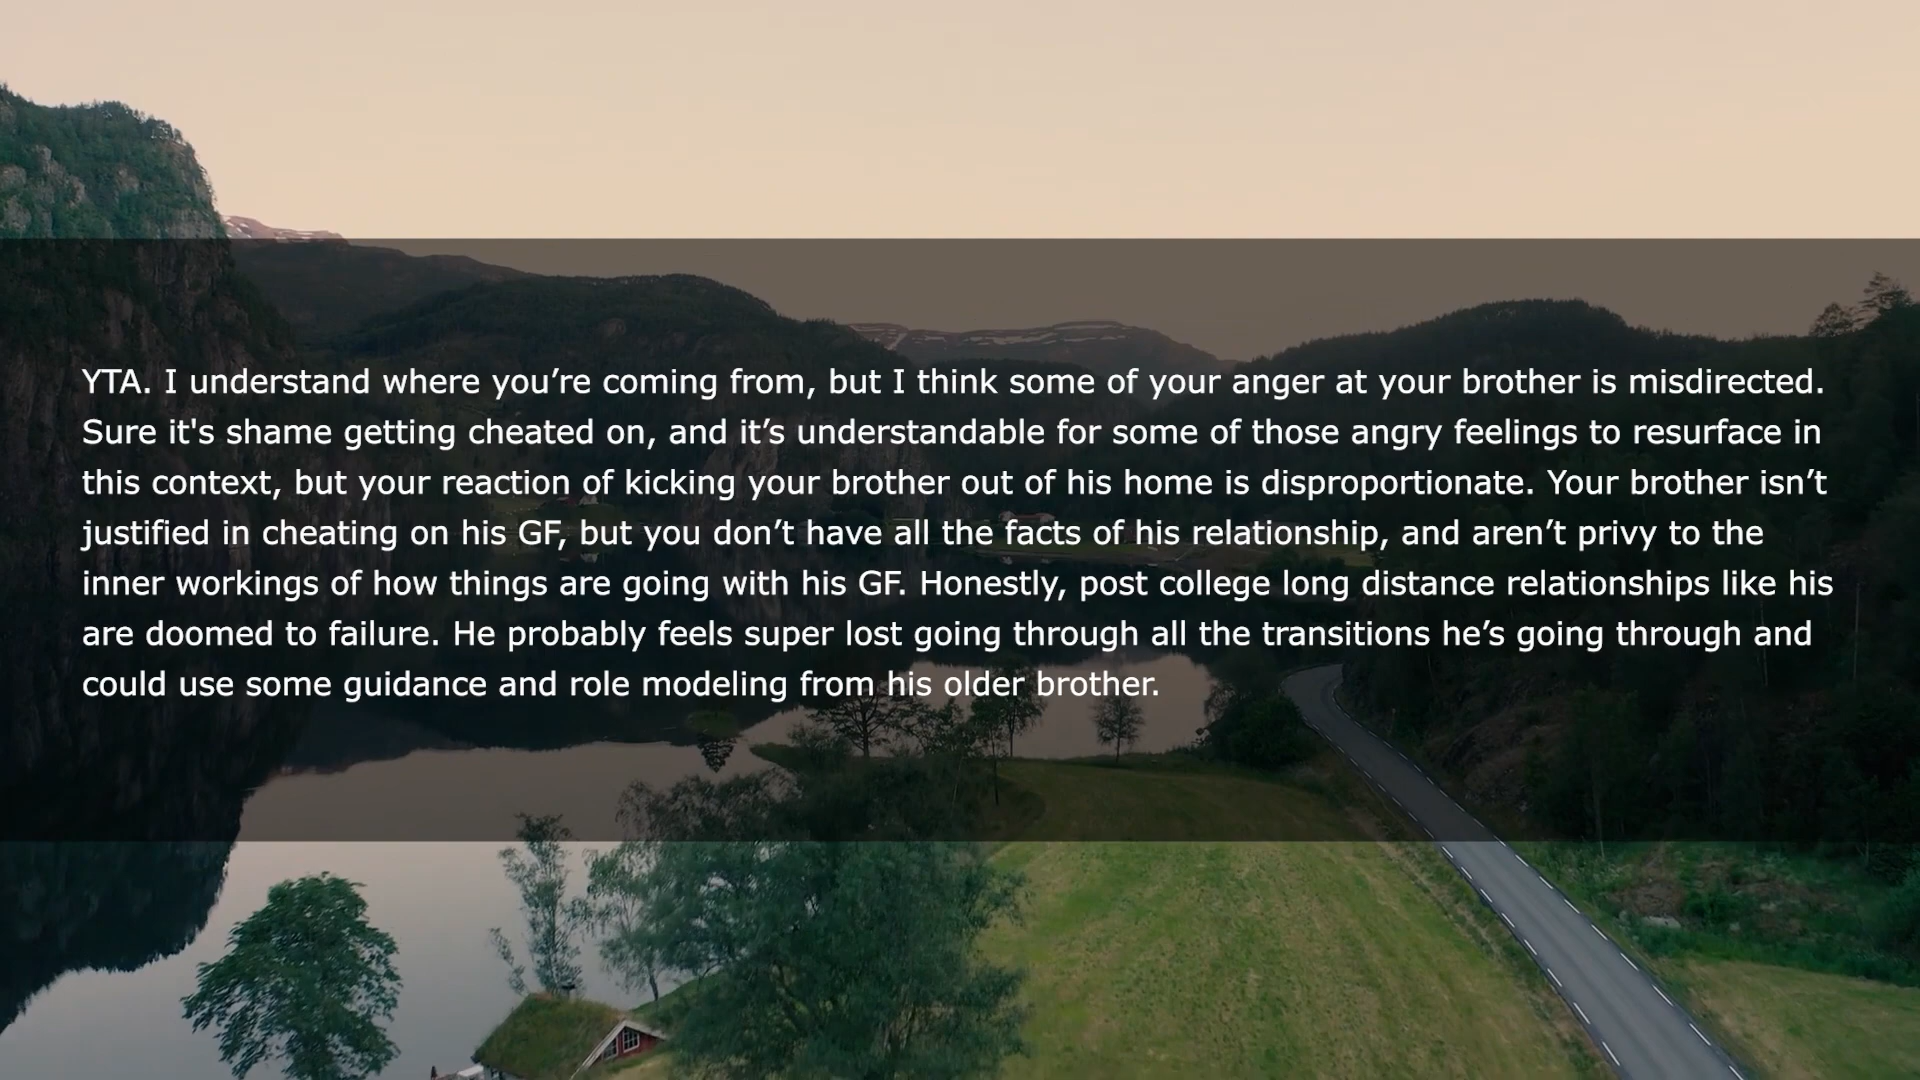 YTA. I understand where you’re coming from, but I think some of your anger at your brother is misdirected.
Sure it's shame getting cheated on, and it’s understandable for some of those angry feelings to resurface in
this context, but your reaction of kicking your brother out of his home is disproportionate. Your brother isn’t
justified in cheating on his GF, but you don’t have all the facts of his relationship, and aren’t privy to the
inner workings of how things are going with his GF. Honestly, post college long distance relationships like his
are doomed to failure. He probably feels super lost going through all the transitions he’s going through and
could use some guidance and role modeling from his older brother.